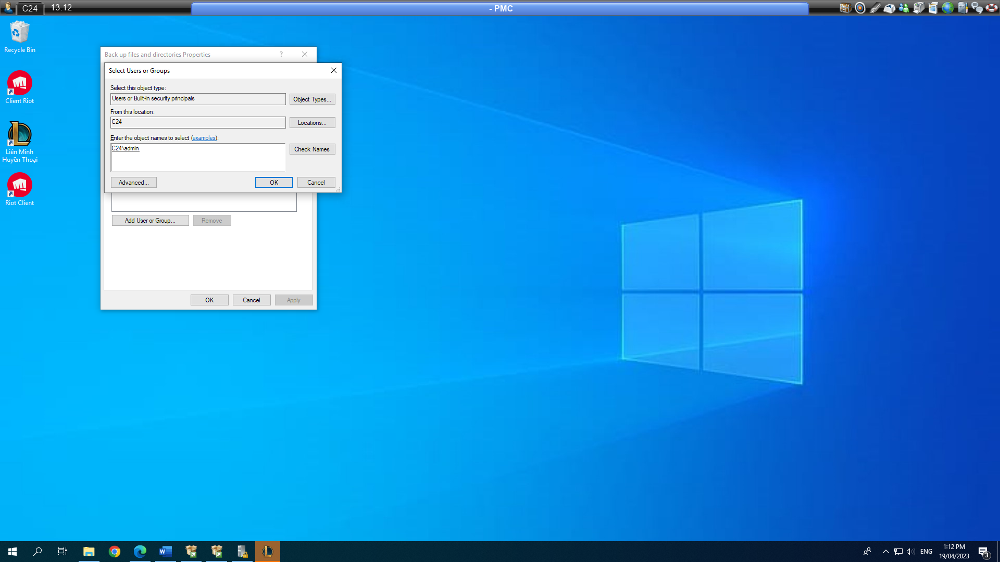 C24
13:12
- PMC
Recycle Bin
Client Riot
Liên Minh
Huyền Thoại
Riot Client
Back up files and directories Properties
?
Select Users or Groups
Select this object type:
Users or Built-in security principals
Object Types...
From this location:
C24
Locations...
Enter the object names to select (examples):
C24\admin
Check Names
Advanced...
OK
Cancel
Add User or Group...
Remove
OK
Cancel
Apply
ENG
1:12 PM
19/04/2023
3